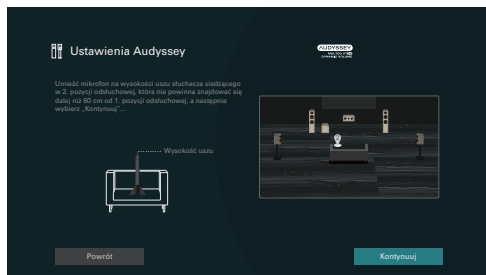 Ustawienia Audyssey
AUDYSSEY
Umieść mikrofon na wysokości uszu słuchacza siedzącego
w 2. pozycji odsłuchowej, która nie powinna znajdować się
dalej niż 60 cm od 1. pozycji odsłuchowej, a następnie
wybierz „Kontynuuj"...
Wysokość uszu
Powrót
Kontynuuj